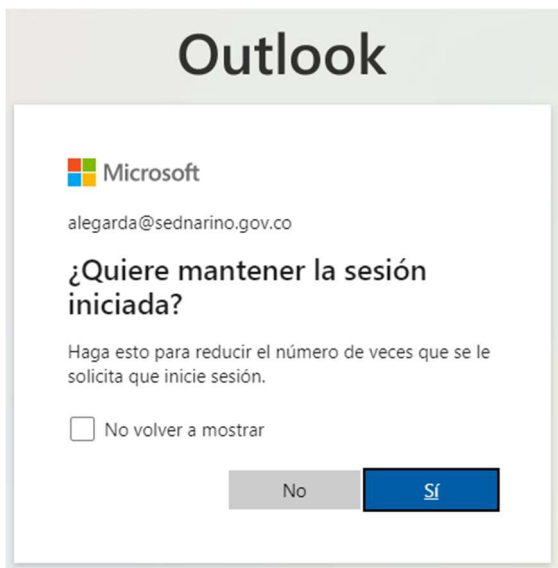 Outlook
Microsoft
alegarda@sednarino.gov.co
¿Quiere mantener la sesión
iniciada?
Haga esto para reducir el número de veces que se le
solicita que inicie sesión.
No volver a mostrar
No
Sí